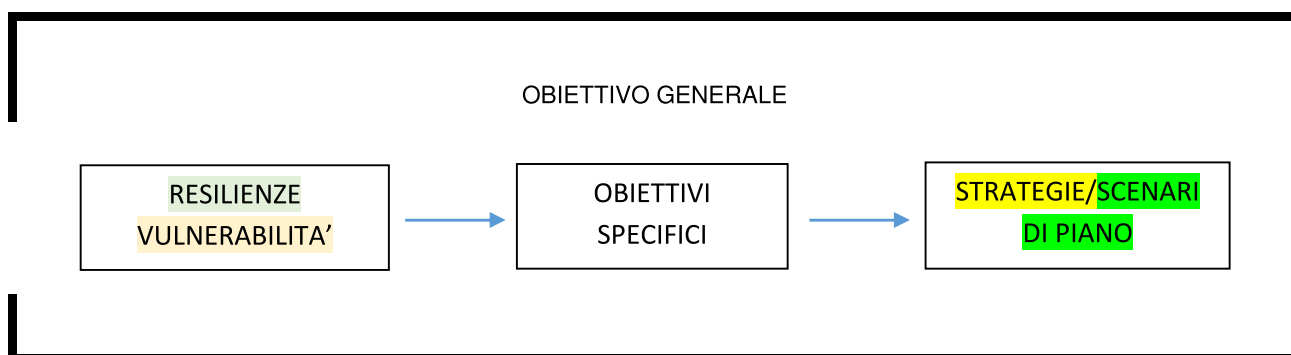 OBIETTIVO GENERALE
RESILIENZE
VULNERABILITA’
OBIETTIVI
SPECIFICI
STRATEGIE/SCENARI
DI PIANO